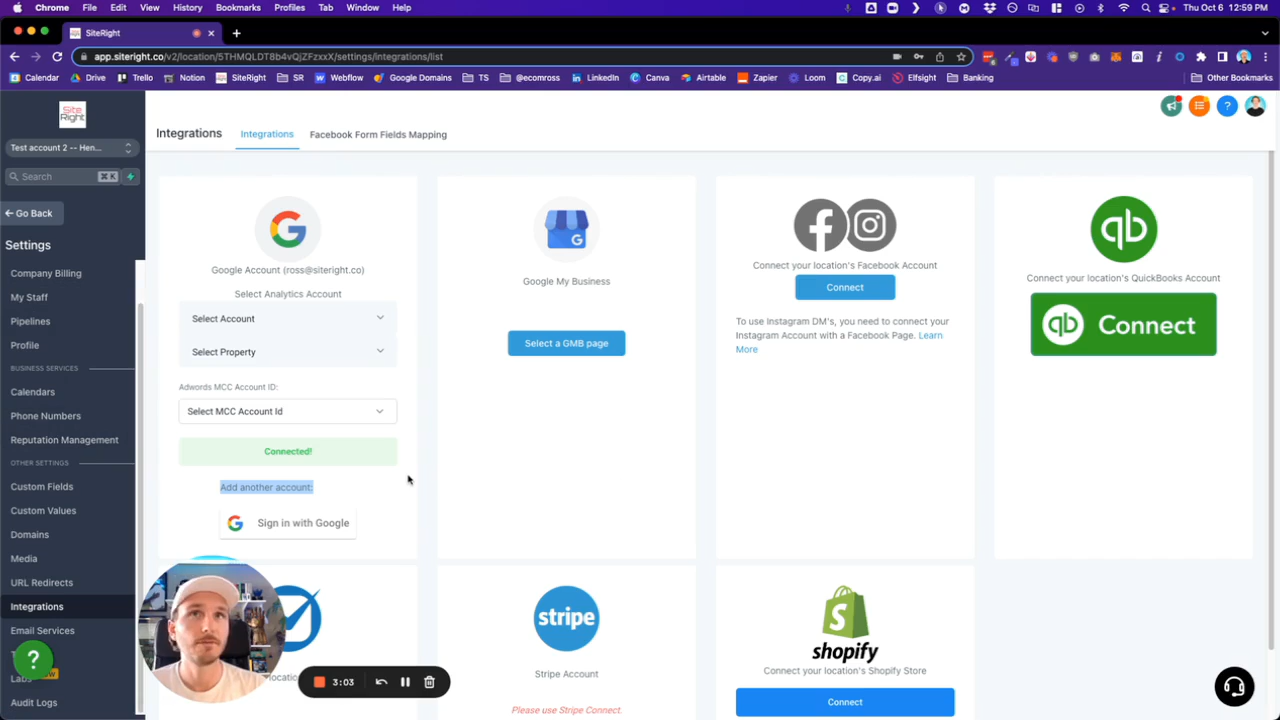 Chrome File Edit View History Bookmarks Profiles Tab Window Help
Thu Oct 6 12:59 PM
SiteRight
app.siteright.co/v2/location/5THMQLDT8b4vQjZFzxxX/settings/integrations/list
Calendar Drive Trello Notion SiteRight SR Webflow Google Domains TS @ecomross LinkedIn Canva Airtable Zapier Loom Copy.ai Elfsight Banking Other Bookmarks
Site
Right
Test account 2 -- Hen...
Search ⌘ K
Go Back
Settings
Company Billing
My Staff
Pipelines
Profile
BUSINESS SERVICES
Calendars
Phone Numbers
Reputation Management
OTHER SETTINGS
Custom Fields
Custom Values
Domains
Media
URL Redirects
Integrations
Email Services
Labs
Audit Logs
Integrations
Integrations
Facebook Form Fields Mapping
Google Account (ross@siteright.co)
Select Analytics Account
Select Account
Select Property
Adwords MCC Account ID:
Select MCC Account Id
Connected!
Add another account:
Sign in with Google
Google My Business
Select a GMB page
Connect your location's Facebook Account
Connect
To use Instagram DM's, you need to connect your
Instagram Account with a Facebook Page. Learn
More
qb
Connect your location's QuickBooks Account
qb Connect
3:03
stripe
Stripe Account
Please use Stripe Connect.
shopify
Connect your location's Shopify Store
Connect